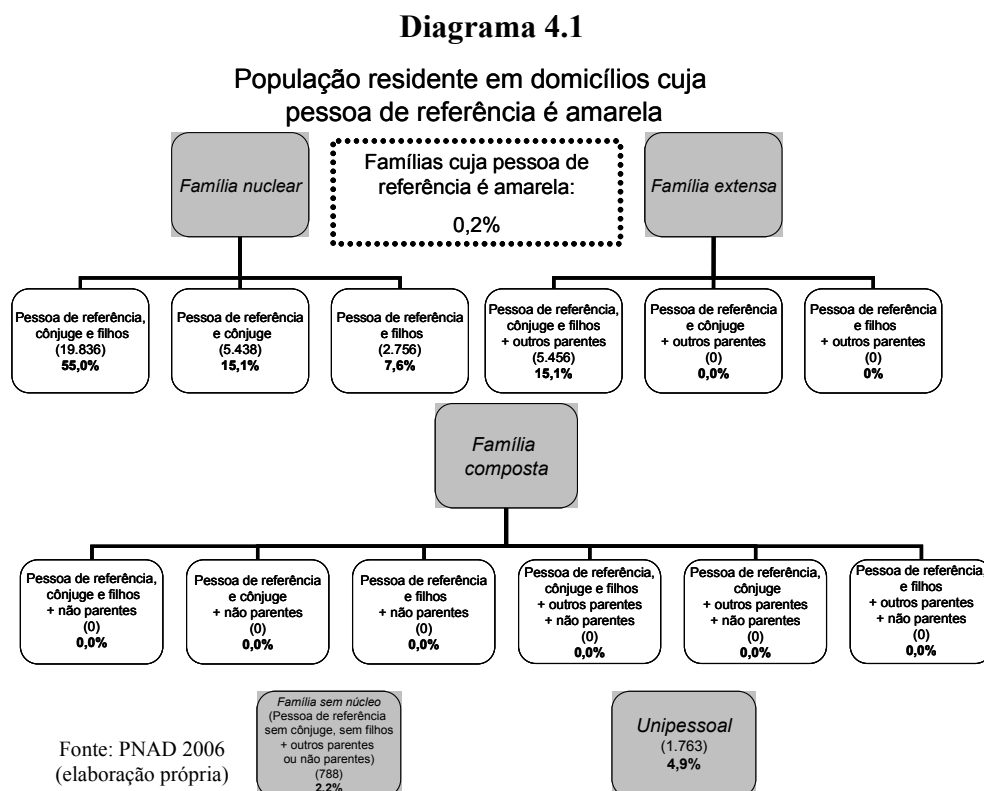 Diagrama 4.1
População residente em domicílios cuja
pessoa de referência é amarela
Família nuclear
Famílias cuja pessoa de
referência é amarela:
0,2%
Família extensa
Pessoa de referência,
cônjuge e filhos
(19.836)
55,0%
Pessoa de referência
e cônjuge
(5.438)
15,1%
Pessoa de referência
e filhos
(2.756)
7,6%
Pessoa de referência,
cônjuge e filhos
+ outros parentes
(5.456)
15,1%
Pessoa de referência
e cônjuge
+ outros parentes
(0)
0,0%
Pessoa de referência
e filhos
+ outros parentes
(0)
0%
Família
composta
Pessoa de referência,
cônjuge e filhos
+ não parentes
(0)
0,0%
Pessoa de referência
e cônjuge
+ não parentes
(0)
0,0%
Pessoa de referência
e filhos
+ não parentes
(0)
0,0%
Pessoa de referência,
cônjuge e filhos
+ outros parentes
+ não parentes
(0)
0,0%
Pessoa de referência,
cônjuge
+ outros parentes
+ não parentes
(0)
0,0%
Pessoa de referência,
e filhos
+ outros parentes
+ não parentes
(0)
0,0%
Família sem núcleo
(Pessoa de referência
sem cônjuge, sem filhos
+ outros parentes
ou não parentes)
(788)
2,2%
Unipessoal
(1.763)
4,9%
Fonte: PNAD 2006
(elaboração própria)